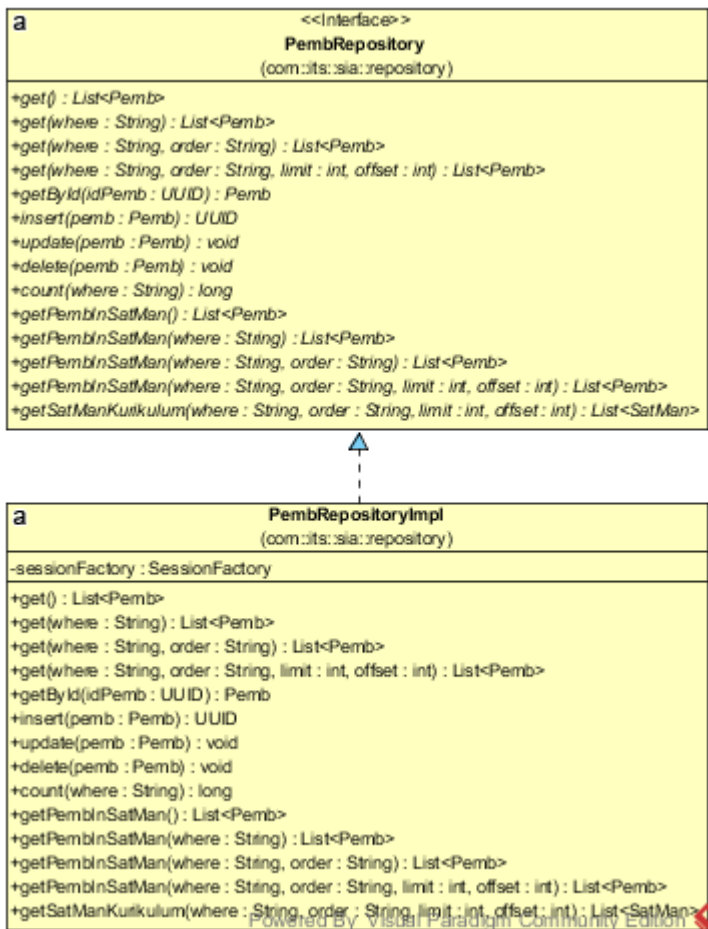 a
<<Interface>>
PembRepository
(com::its::sia::repository)
+get() : List<Pemb>
+get(where : String) : List<Pemb>
+get(where : String, order : String) : List<Pemb>
+get(where : String, order : String, limit : int, offset : int) : List<Pemb>
+getById(idPemb : UUID) : Pemb
+insert(pemb : Pemb) : UUID
+update(pemb : Pemb) : void
+delete(pemb : Pemb) : void
+count(where : String) : long
+getPembInSatMan() : List<Pemb>
+getPembInSatMan(where : String) : List<Pemb>
+getPembInSatMan(where : String, order : String) : List<Pemb>
+getPembInSatMan(where : String, order : String, limit : int, offset : int) : List<Pemb>
+getSatManKurikulum(where : String, order : String, limit : int, offset : int) : List<SatMan>
a
PembRepositoryImpl
(com::its::sia::repository)
-sessionFactory : SessionFactory
+get() : List<Pemb>
+get(where : String) : List<Pemb>
+get(where : String, order : String) : List<Pemb>
+get(where : String, order : String, limit : int, offset : int) : List<Pemb>
+getById(idPemb : UUID) : Pemb
+insert(pemb : Pemb) : UUID
+update(pemb : Pemb) : void
+delete(pemb : Pemb) : void
+count(where : String) : long
+getPembInSatMan() : List<Pemb>
+getPembInSatMan(where : String) : List<Pemb>
+getPembInSatMan(where : String, order : String) : List<Pemb>
+getPembInSatMan(where : String, order : String, limit : int, offset : int) : List<Pemb>
+getSatManKurikulum(where : String, order : String, limit : int, offset : int) : List<SatMan>
Powered By Visual Paradigm Community Edition